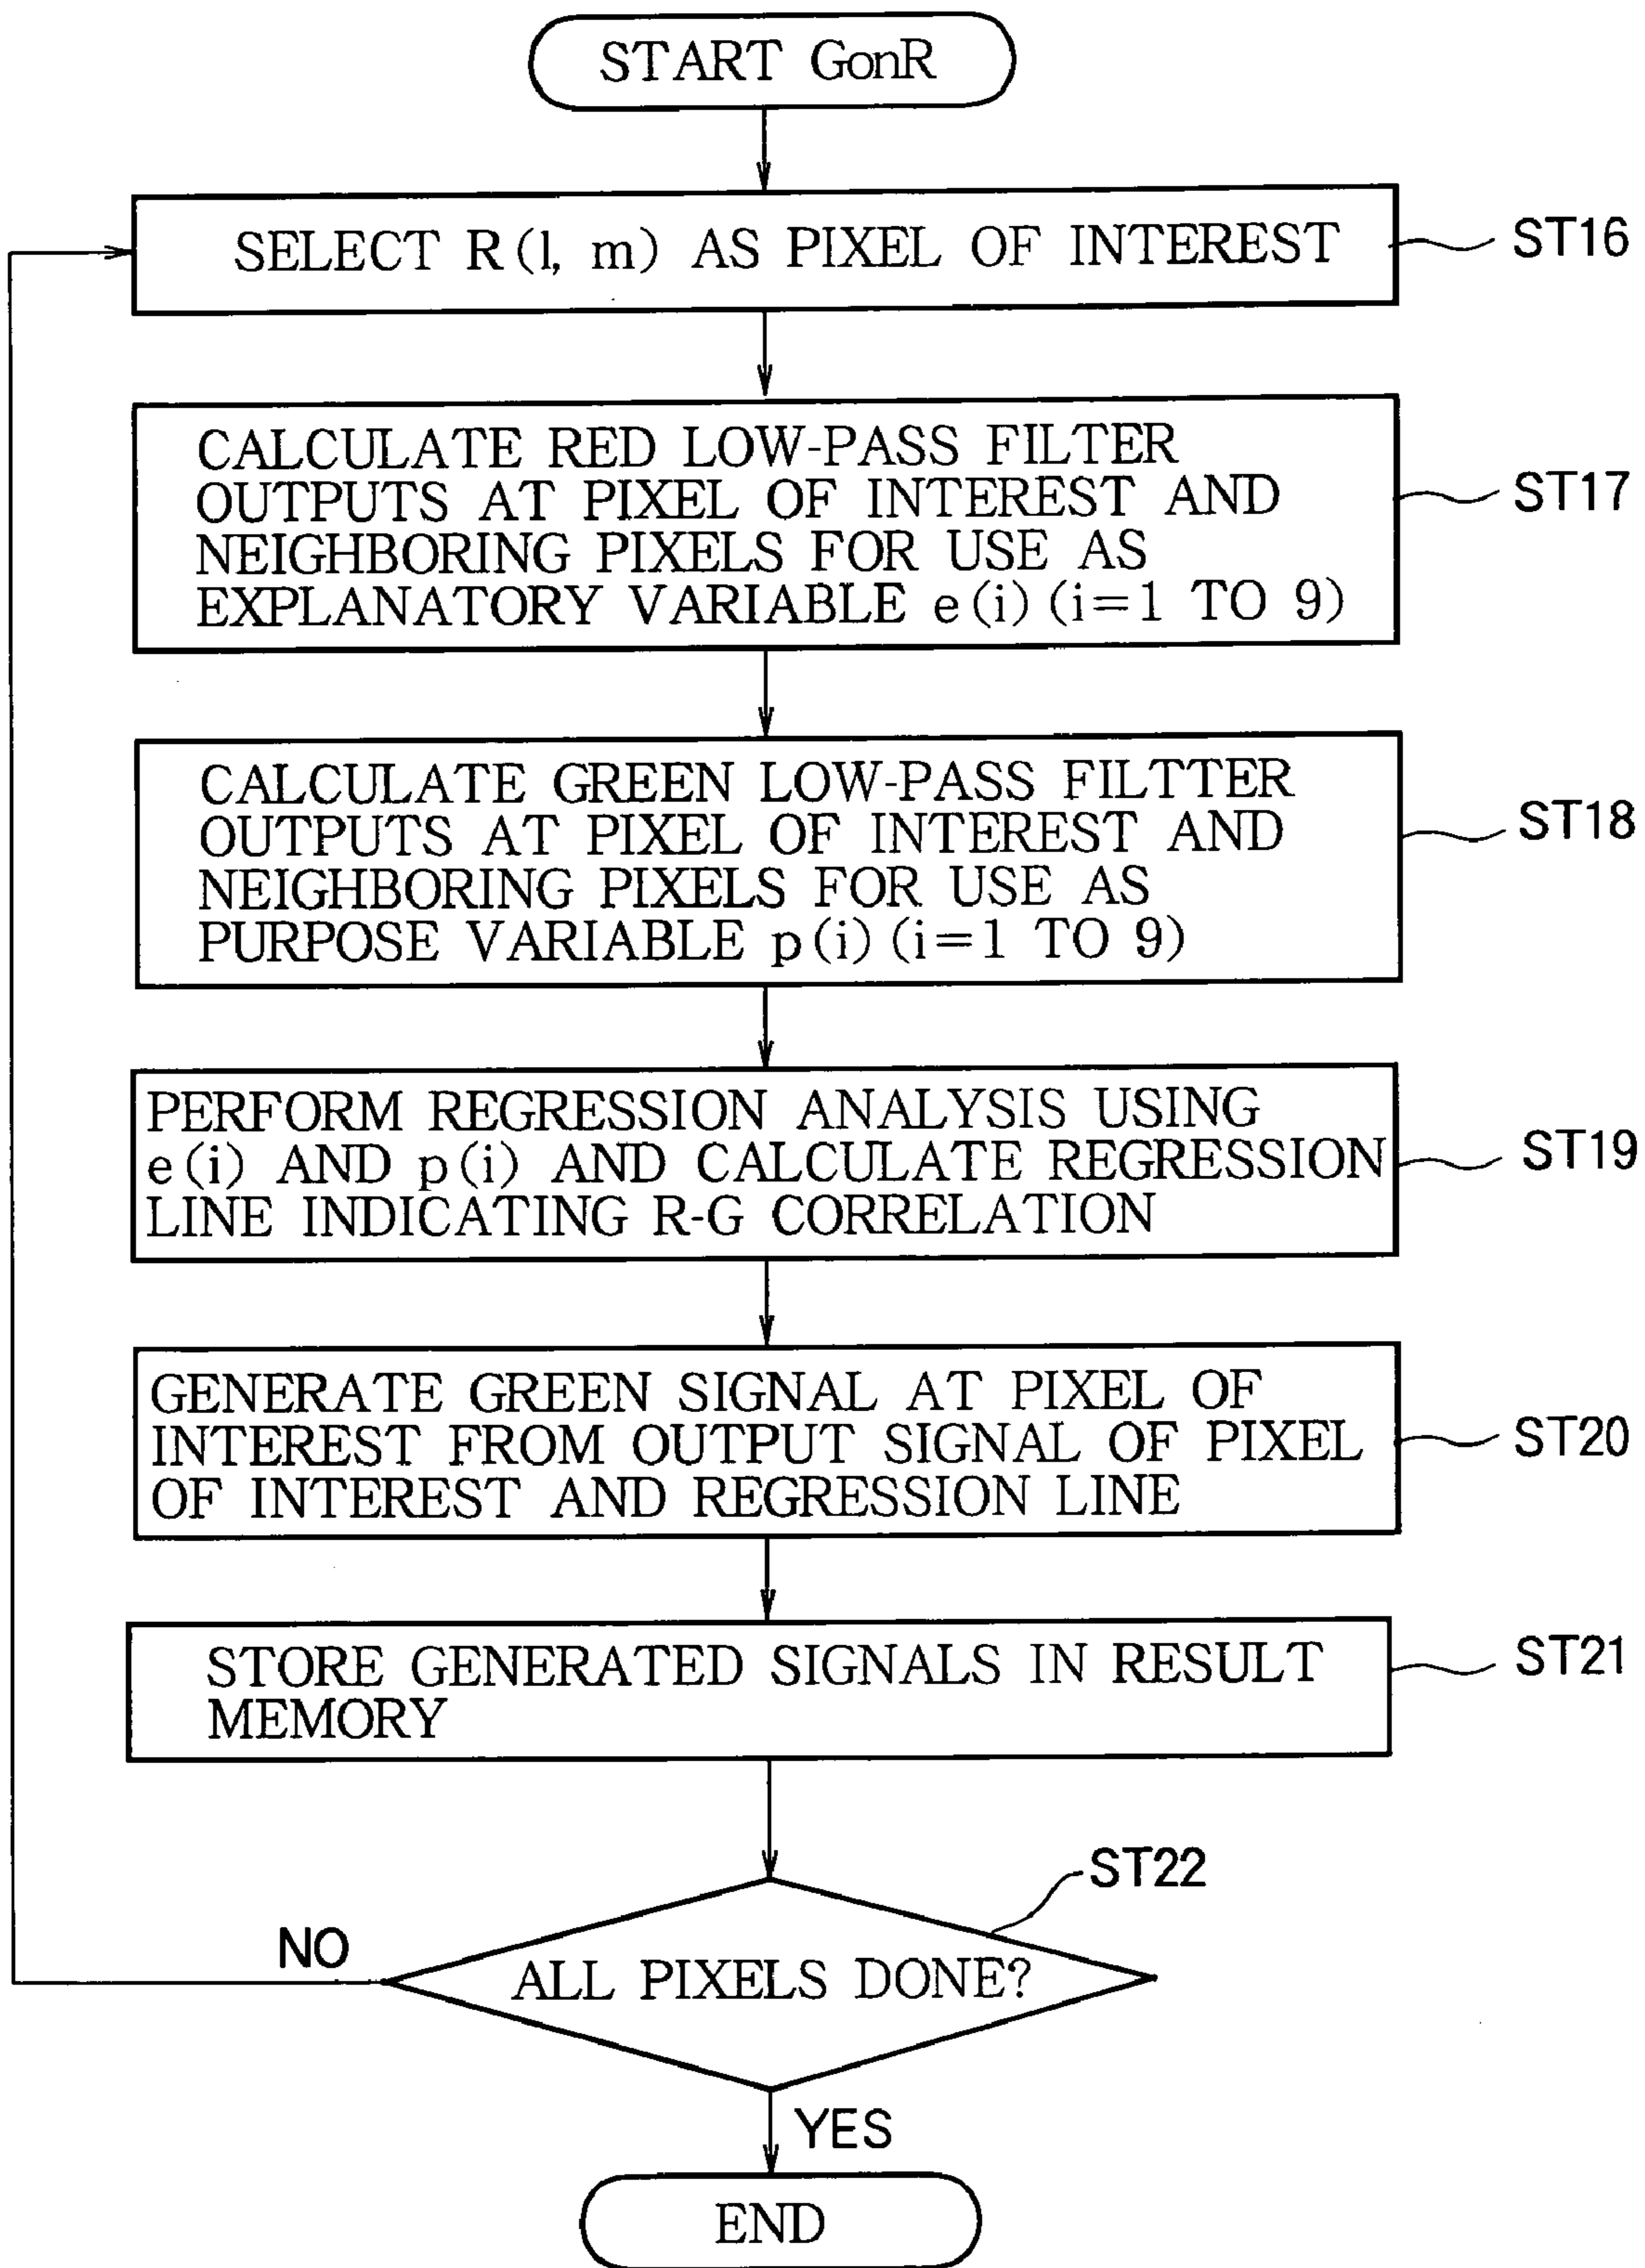 START GonR
SELECT R(l, m) AS PIXEL OF INTEREST
ST16
CALCULATE RED LOW-PASS FILTER
OUTPUTS AT PIXEL OF INTEREST AND
NEIGHBORING PIXELS FOR USE AS
EXPLANATORY VARIABLE e(i)(i=1 TO 9)
ST17
CALCULATE GREEN LOW-PASS FILTTER
OUTPUTS AT PIXEL OF INTEREST AND
NEIGHBORING PIXELS FOR USE AS
PURPOSE VARIABLE p(i)(i=1 TO 9)
ST18
PERFORM REGRESSION ANALYSIS USING
e(i) AND p(i) AND CALCULATE REGRESSION
LINE INDICATING R-G CORRELATION
ST19
GENERATE GREEN SIGNAL AT PIXEL OF
INTEREST FROM OUTPUT SIGNAL OF PIXEL
OF INTEREST AND REGRESSION LINE
ST20
STORE GENERATED SIGNALS IN RESULT
MEMORY
ST21
ST22
NO
ALL PIXELS DONE?
YES
END